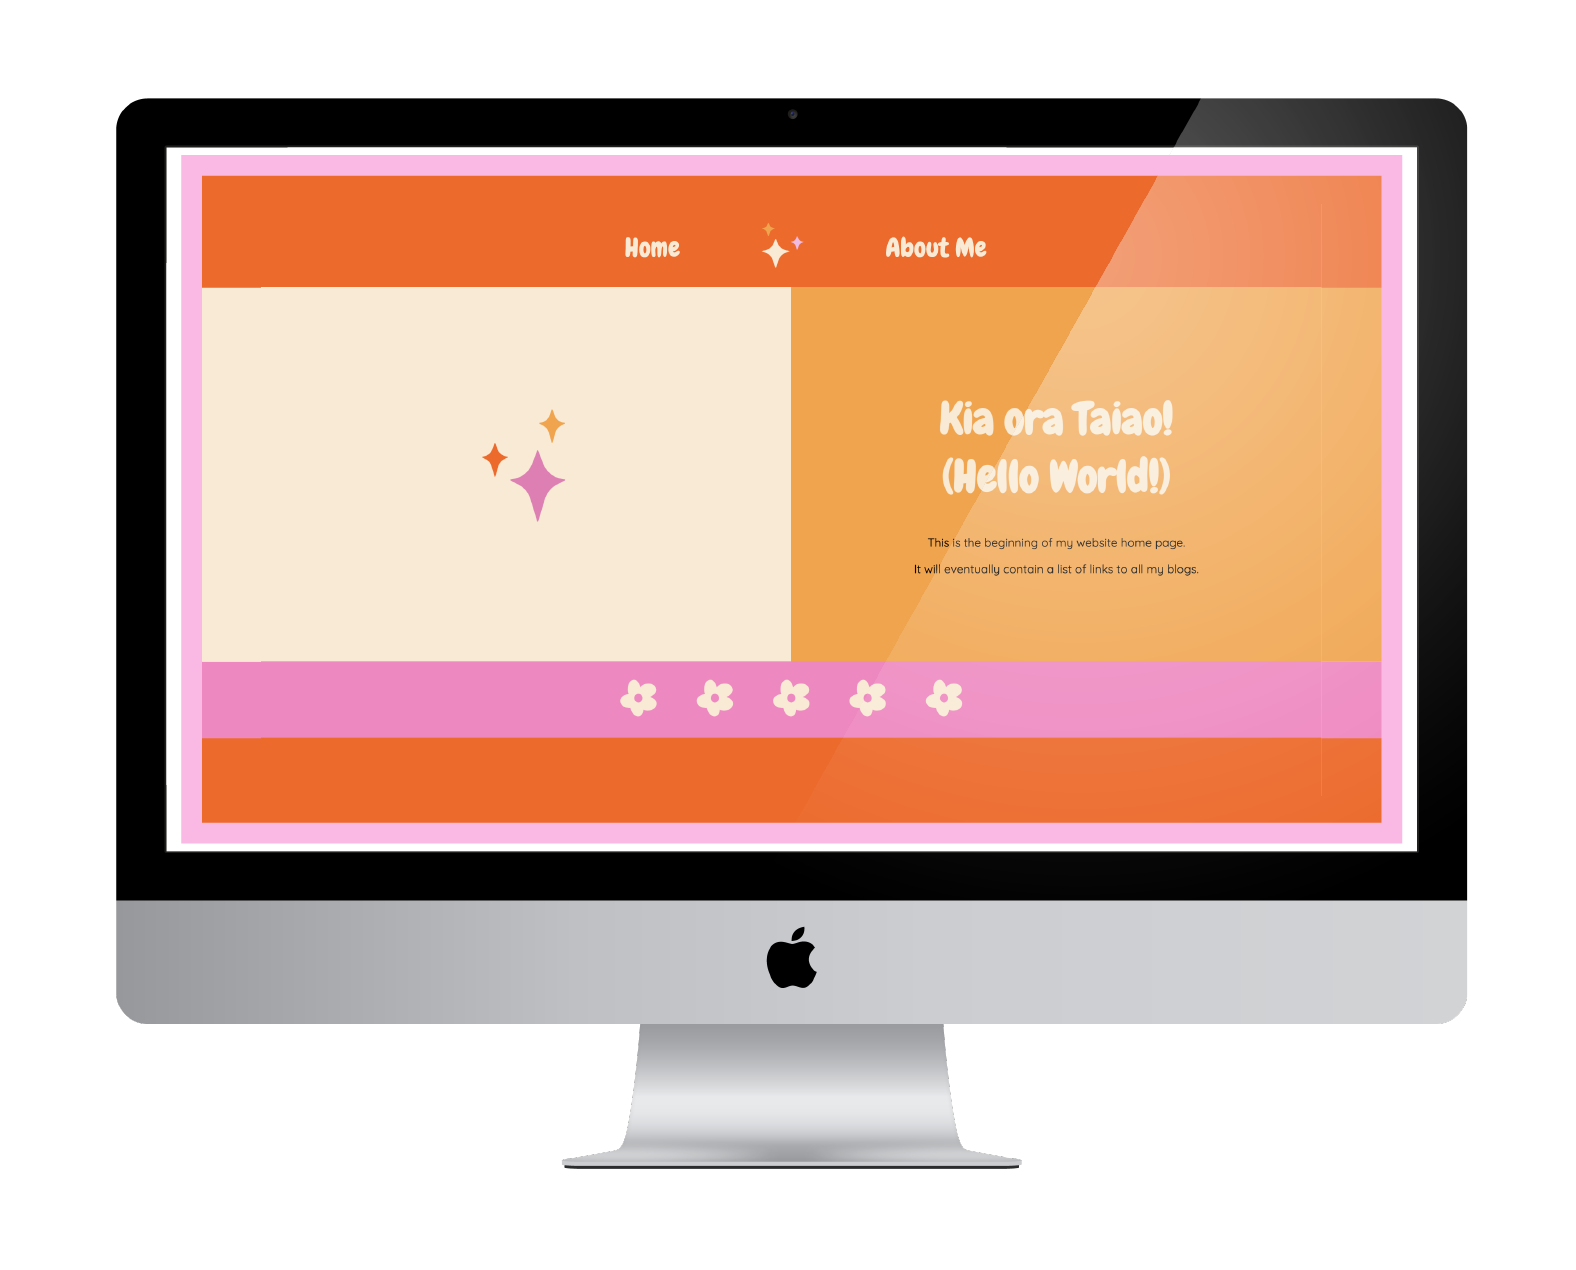 Home
About Me
Kia ora Taiao!
(Hello World!)
This is the beginning of my website home page.
It will eventually contain a list of links to all my blogs.